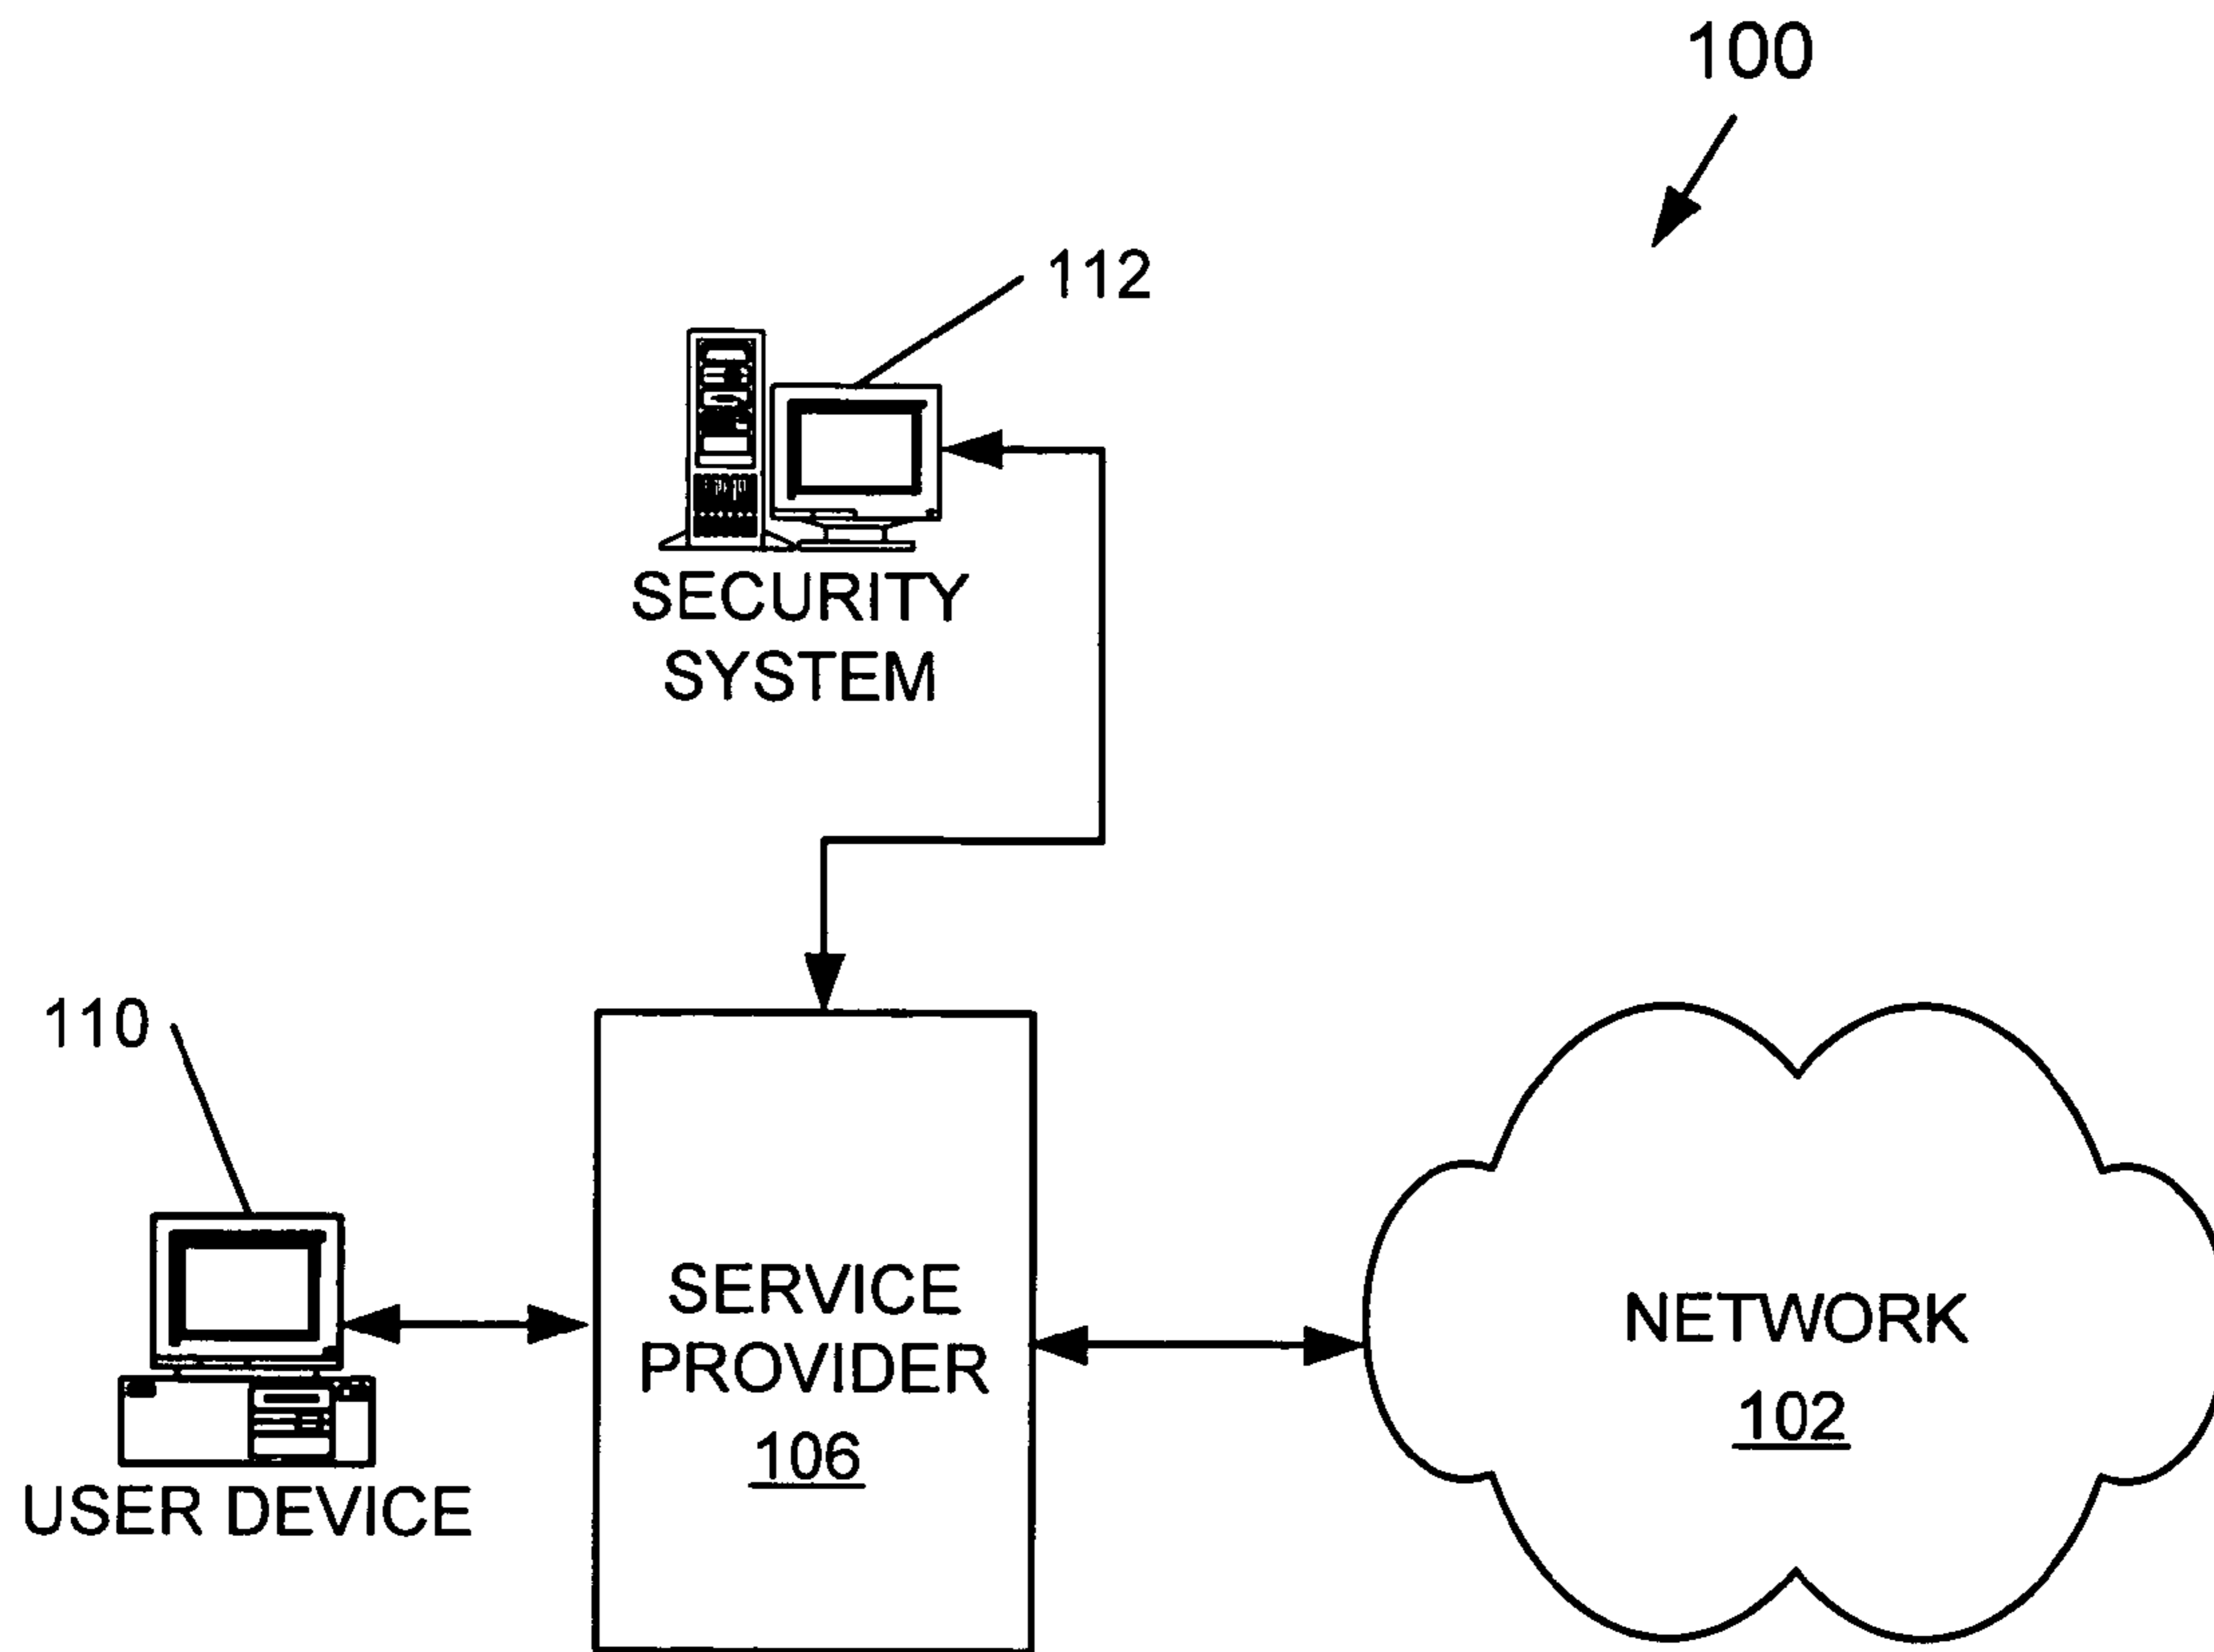 100
112
SECURITY
SYSTEM
110
SERVICE
PROVIDER
106
NETWORK
102
USER DEVICE